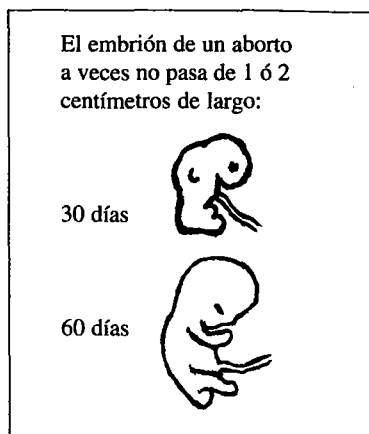 El embrión de un aborto
a veces no pasa de 1 ó 2
centímetros de largo:
30 días
60 días